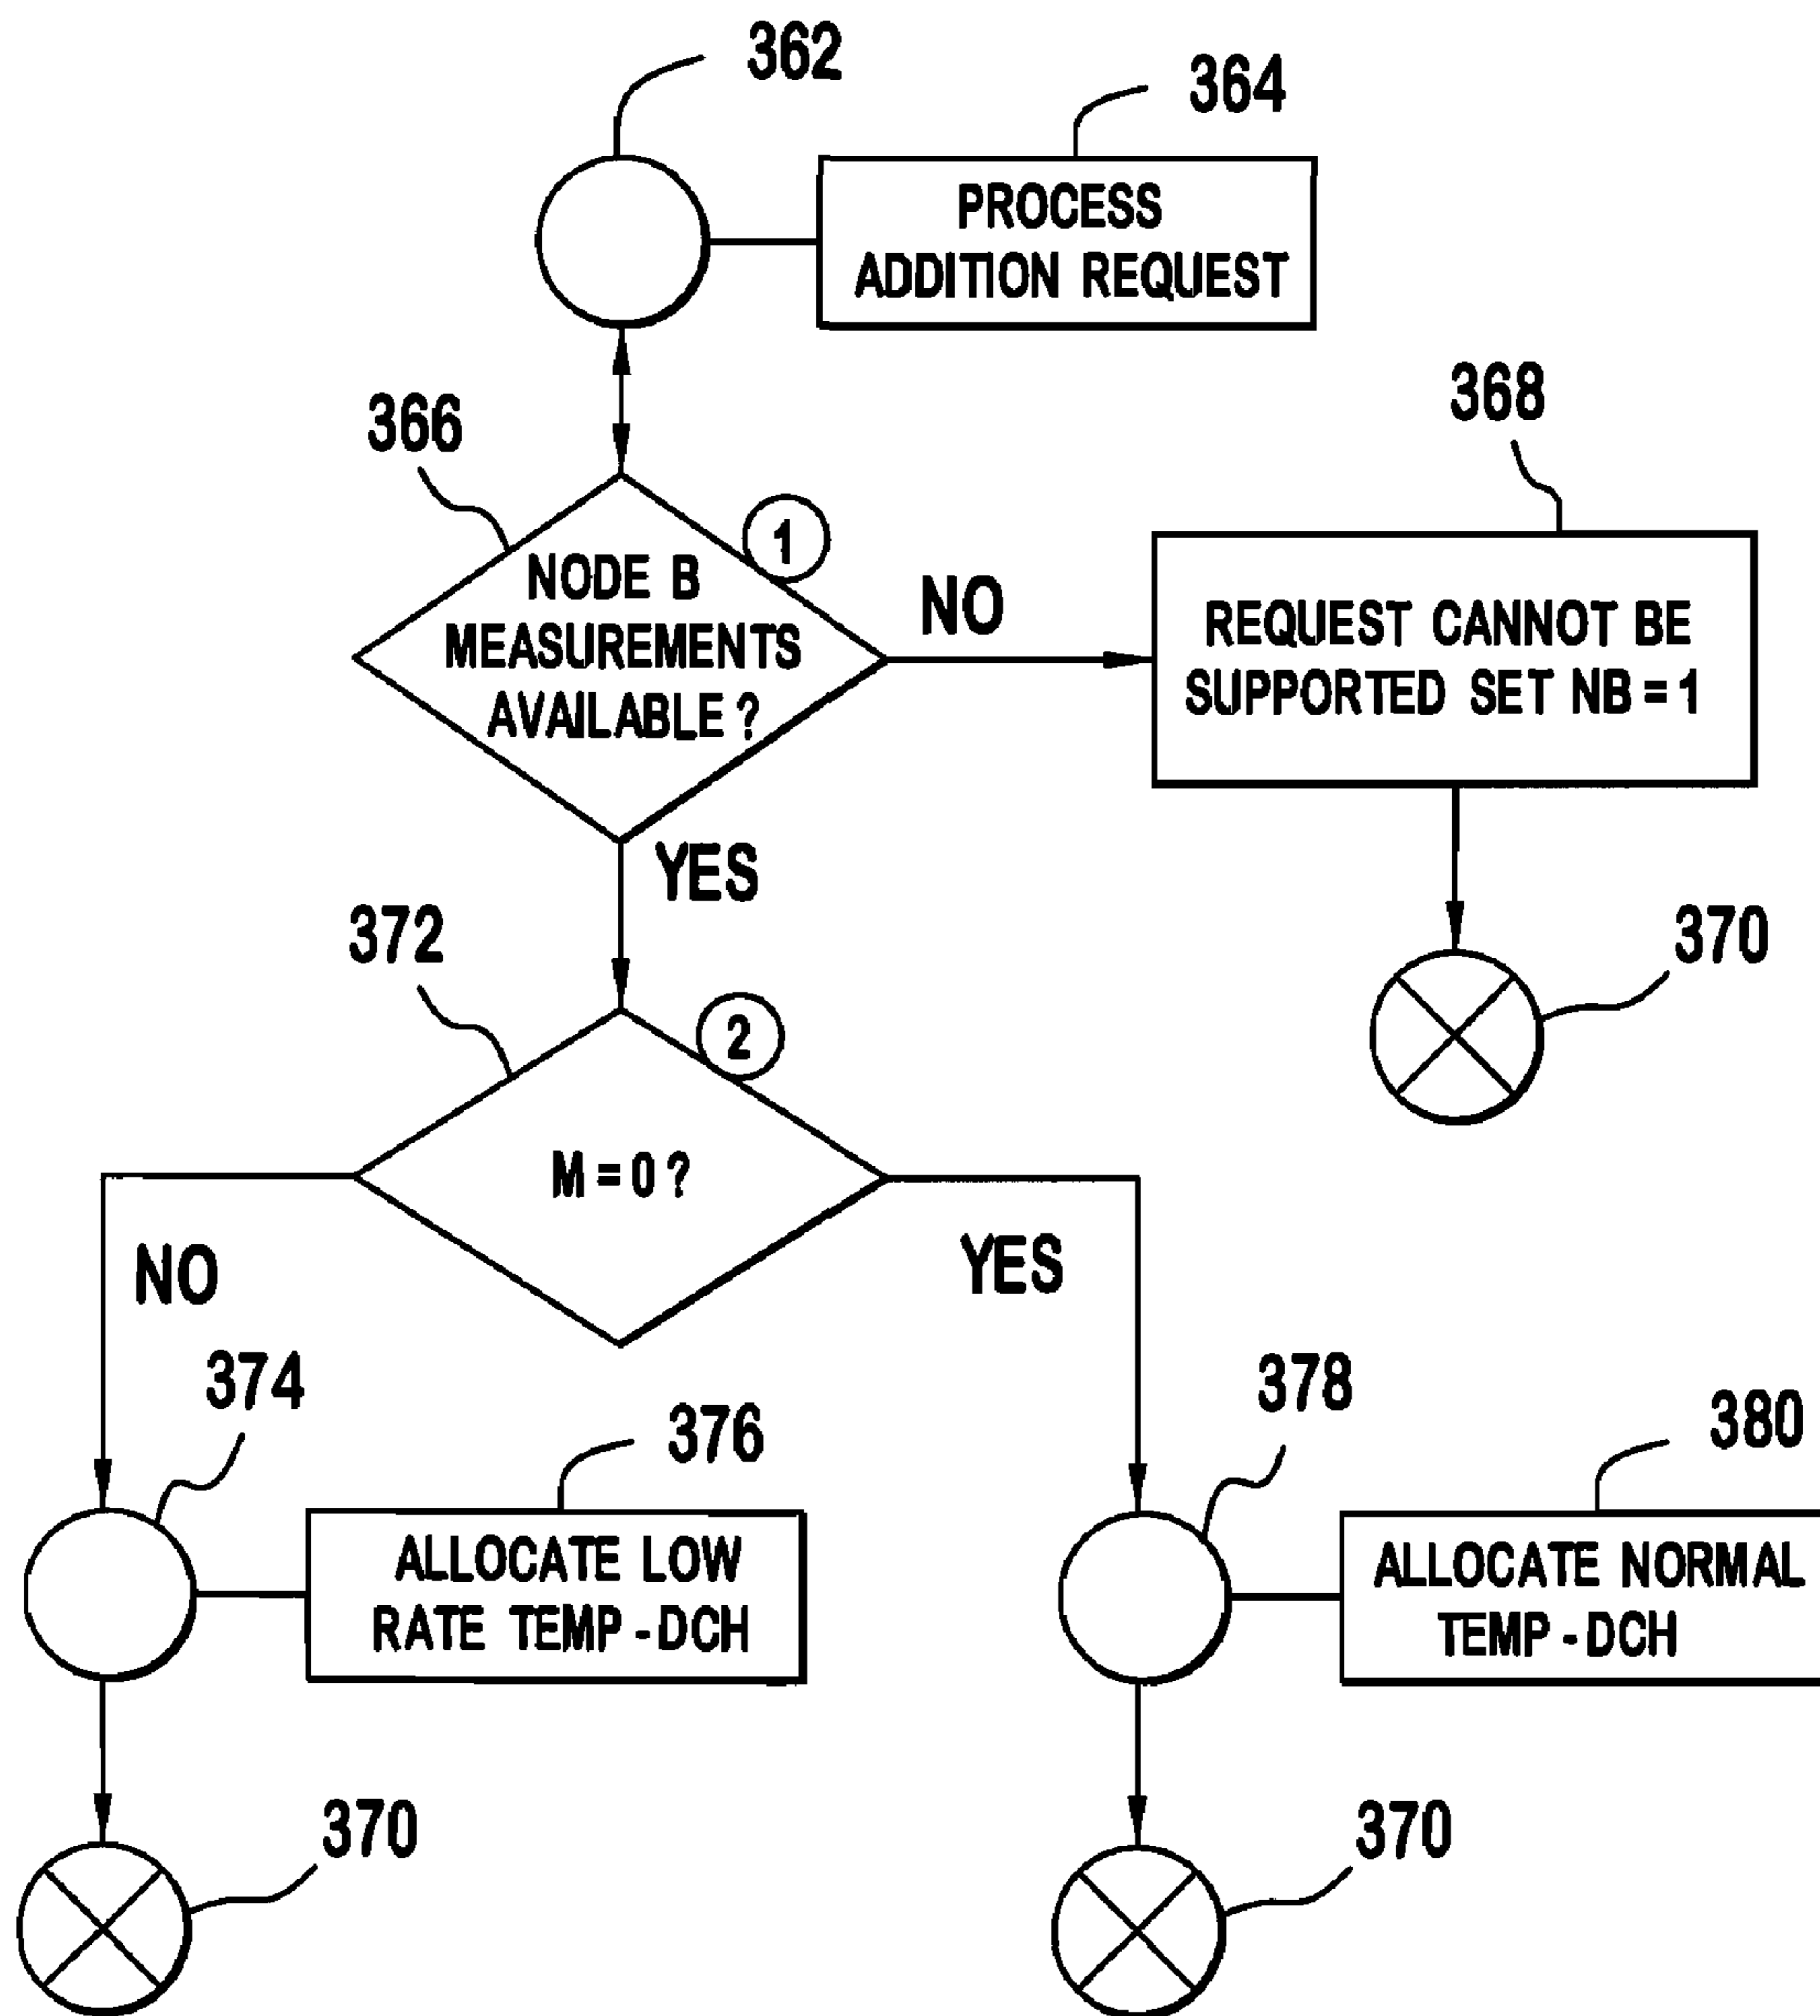 362
364
PROCESS
ADDITION REQUEST
366
368
1
NODE B
MEASUREMENTS
AVAILABLE ?
NO
REQUEST CANNOT BE
SUPPORTED SET NB = 1
YES
370
372
2
M = 0 ?
NO
YES
374
376
ALLOCATE LOW
RATE TEMP - DCH
378
380
ALLOCATE NORMAL
TEMP - DCH
370
370